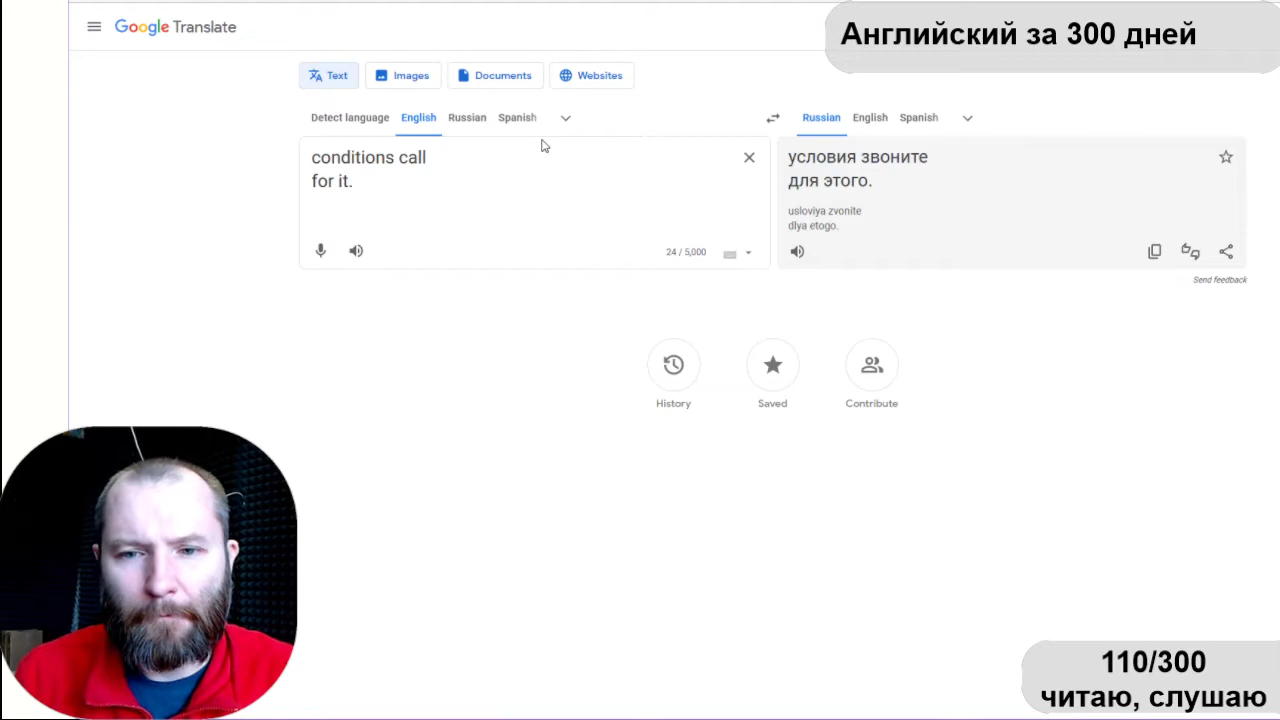 Google Translate
Английский за 300 дней
Text Images Documents Websites
Detect language English Russian Spanish
Russian English Spanish
conditions call
for it.
24 / 5,000
условия звоните
для этого.
usloviya zvonite
dlya etogo.
Send feedback
History Saved Contribute
110/300
читаю, слушаю